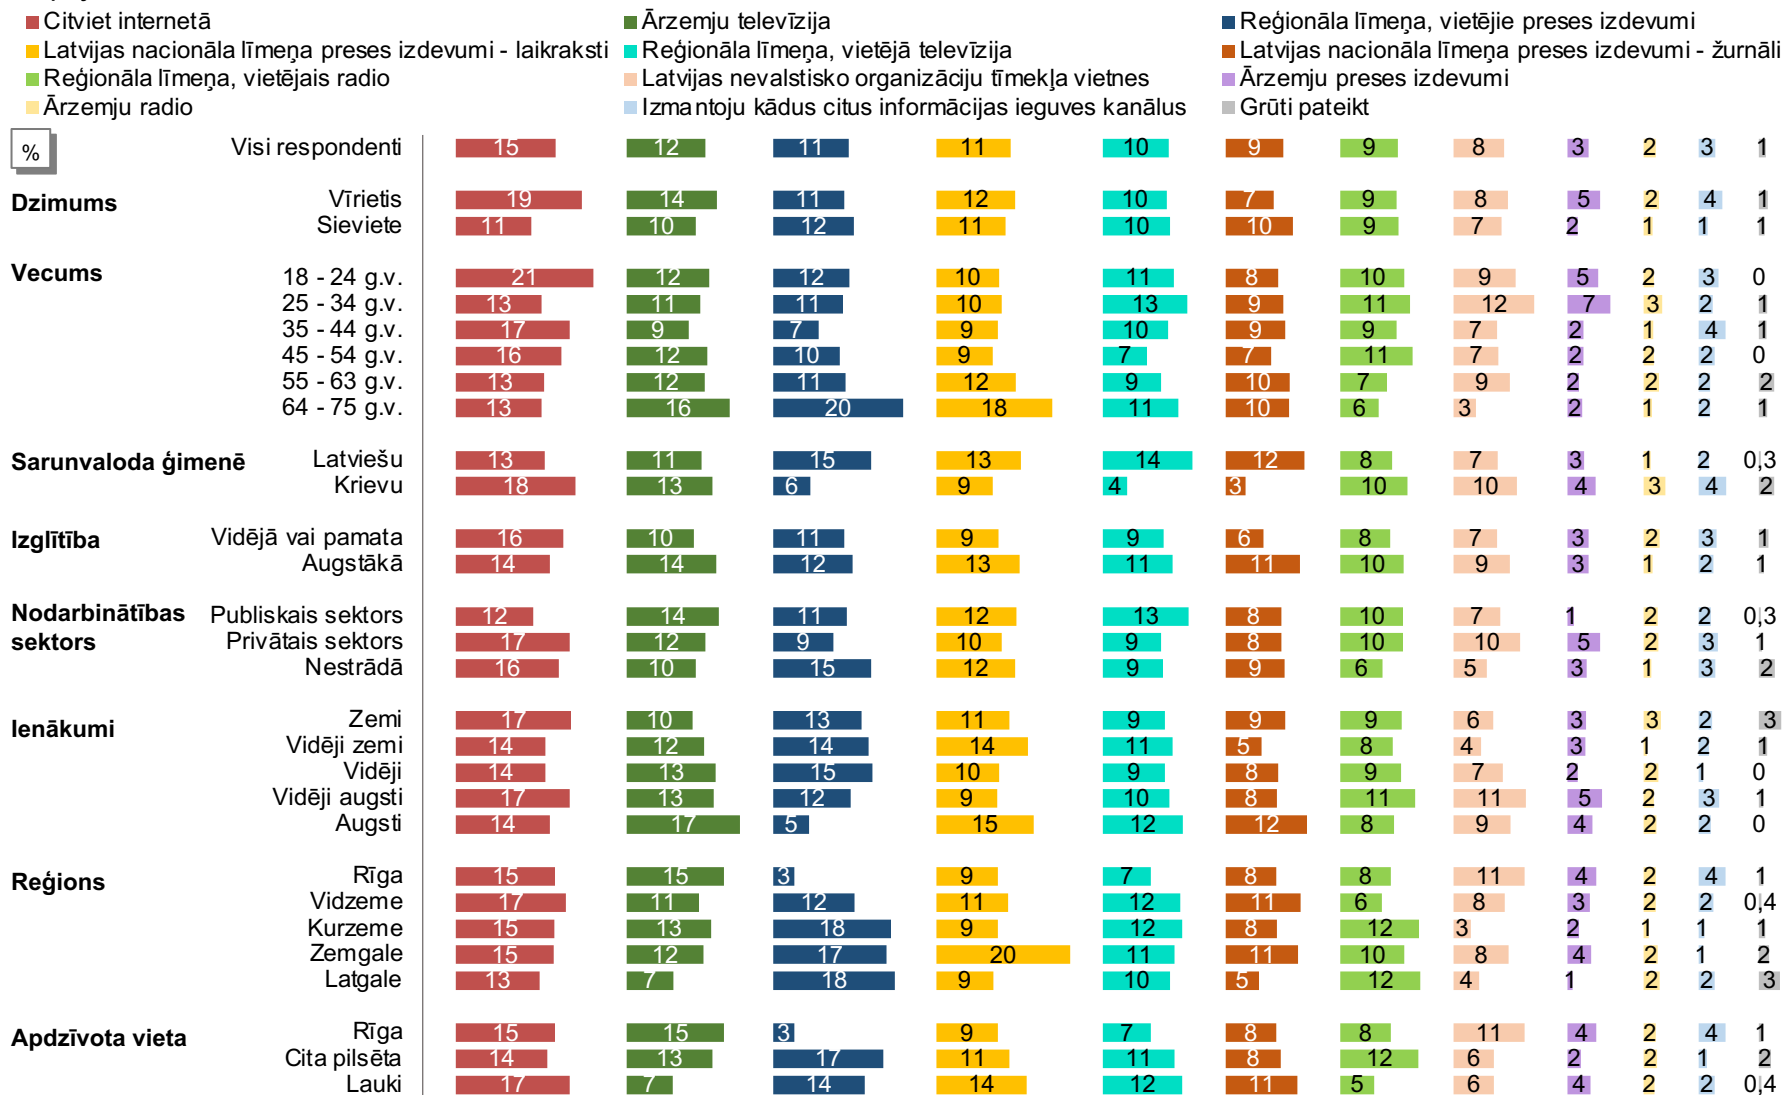 Citviet internetā Ārzemju televīzija Reģionāla līmeņa, vietējie preses izdevumi
Latvijas nacionāla līmeņa preses izdevumi - laikraksti Reģionāla līmeņa, vietējā televīzija Latvijas nacionāla līmeņa preses izdevumi - žurnāli
Reģionāla līmeņa, vietējais radio Latvijas nevalstisko organizāciju tīmekļa vietnes Ārzemju preses izdevumi
Ārzemju radio Izmantoju kādus citus informācijas ieguves kanālus Grūti pateikt
% Visi respondenti 15 12 11 11 10 9 9 8 3 2 3 1
Dzimums Vīrietis 19 14 11 12 10 7 9 8 5 2 4 1
Sieviete 11 10 12 11 10 10 9 7 2 1 1 1
Vecums 18 - 24 g.v. 21 12 12 10 11 8 10 9 5 2 3 0
25 - 34 g.v. 13 11 11 10 13 9 11 12 7 3 2 1
35 - 44 g.v. 17 9 7 9 10 9 9 7 2 1 4 1
45 - 54 g.v. 16 12 10 9 7 7 11 7 2 2 2 0
55 - 63 g.v. 13 12 11 12 9 10 7 9 2 2 2 2
64 - 75 g.v. 13 16 20 18 11 10 6 3 2 1 2 1
Sarunvaloda ģimenē Latviešu 13 11 15 13 14 12 8 7 3 1 2 0,3
Krievu 18 13 6 9 4 3 10 10 4 3 4 2
Izglītība Vidējā vai pamata 16 10 11 9 9 6 8 7 3 2 3 1
Augstākā 14 14 12 13 11 11 10 9 3 1 2 1
Nodarbinātības Publiskais sektors 12 14 11 12 13 8 10 7 1 2 2 0,3
sektors Privātais sektors 17 12 9 10 9 8 10 10 5 2 3 1
Nestrādā 16 10 15 12 9 9 6 5 3 1 3 2
Ienākumi Zemi 17 10 13 11 9 9 9 6 3 3 2 3
Vidēji zemi 14 12 14 14 11 5 8 4 3 1 2 1
Vidēji 14 13 15 10 9 8 9 7 2 2 1 0
Vidēji augsti 17 13 12 9 10 8 11 11 5 2 3 1
Augsti 14 17 5 15 12 12 8 9 4 2 2 0
Reģions Rīga 15 15 3 9 7 8 8 11 4 2 4 1
Vidzeme 17 11 12 11 12 11 6 8 3 2 2 0,4
Kurzeme 15 13 18 9 12 8 12 3 2 1 1 1
Zemgale 15 12 17 20 11 11 10 8 4 2 1 2
Latgale 13 7 18 9 10 5 12 4 1 2 2 3
Apdzīvota vieta Rīga 15 15 3 9 7 8 8 11 4 2 4 1
Cita pilsēta 14 13 17 11 11 8 12 6 2 2 1 2
Lauki 17 7 14 14 12 11 5 6 4 2 2 0,4